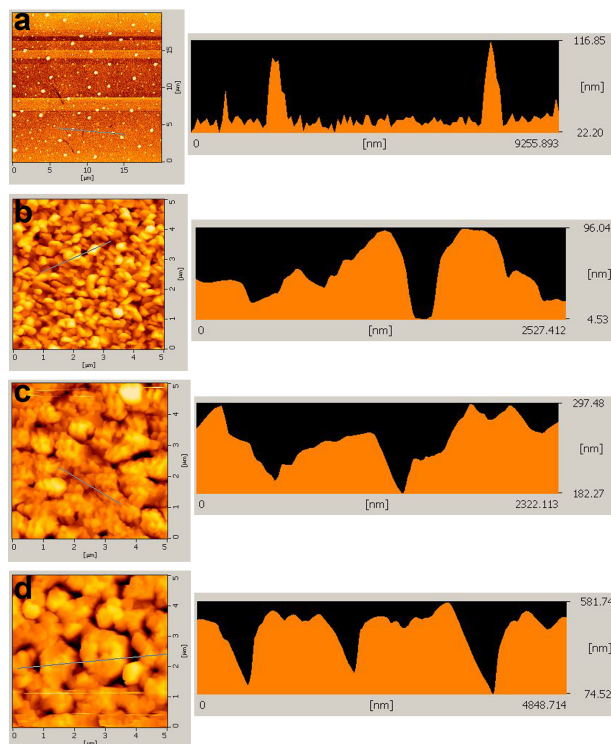 a
0 5 10 15
[µm]
0 5 10 15
[µm]
116.85
[nm]
22.20
0 [nm] 9255.893
b
0 1 2 3 4 5
[µm]
0 1 2 3 4 5
[µm]
96.04
[nm]
4.53
0 [nm] 2527.412
c
0 1 2 3 4 5
[µm]
0 1 2 3 4 5
[µm]
297.48
[nm]
182.27
0 [nm] 2322.113
d
0 1 2 3 4 5
[µm]
0 1 2 3 4 5
[µm]
581.74
[nm]
74.52
0 [nm] 4848.714